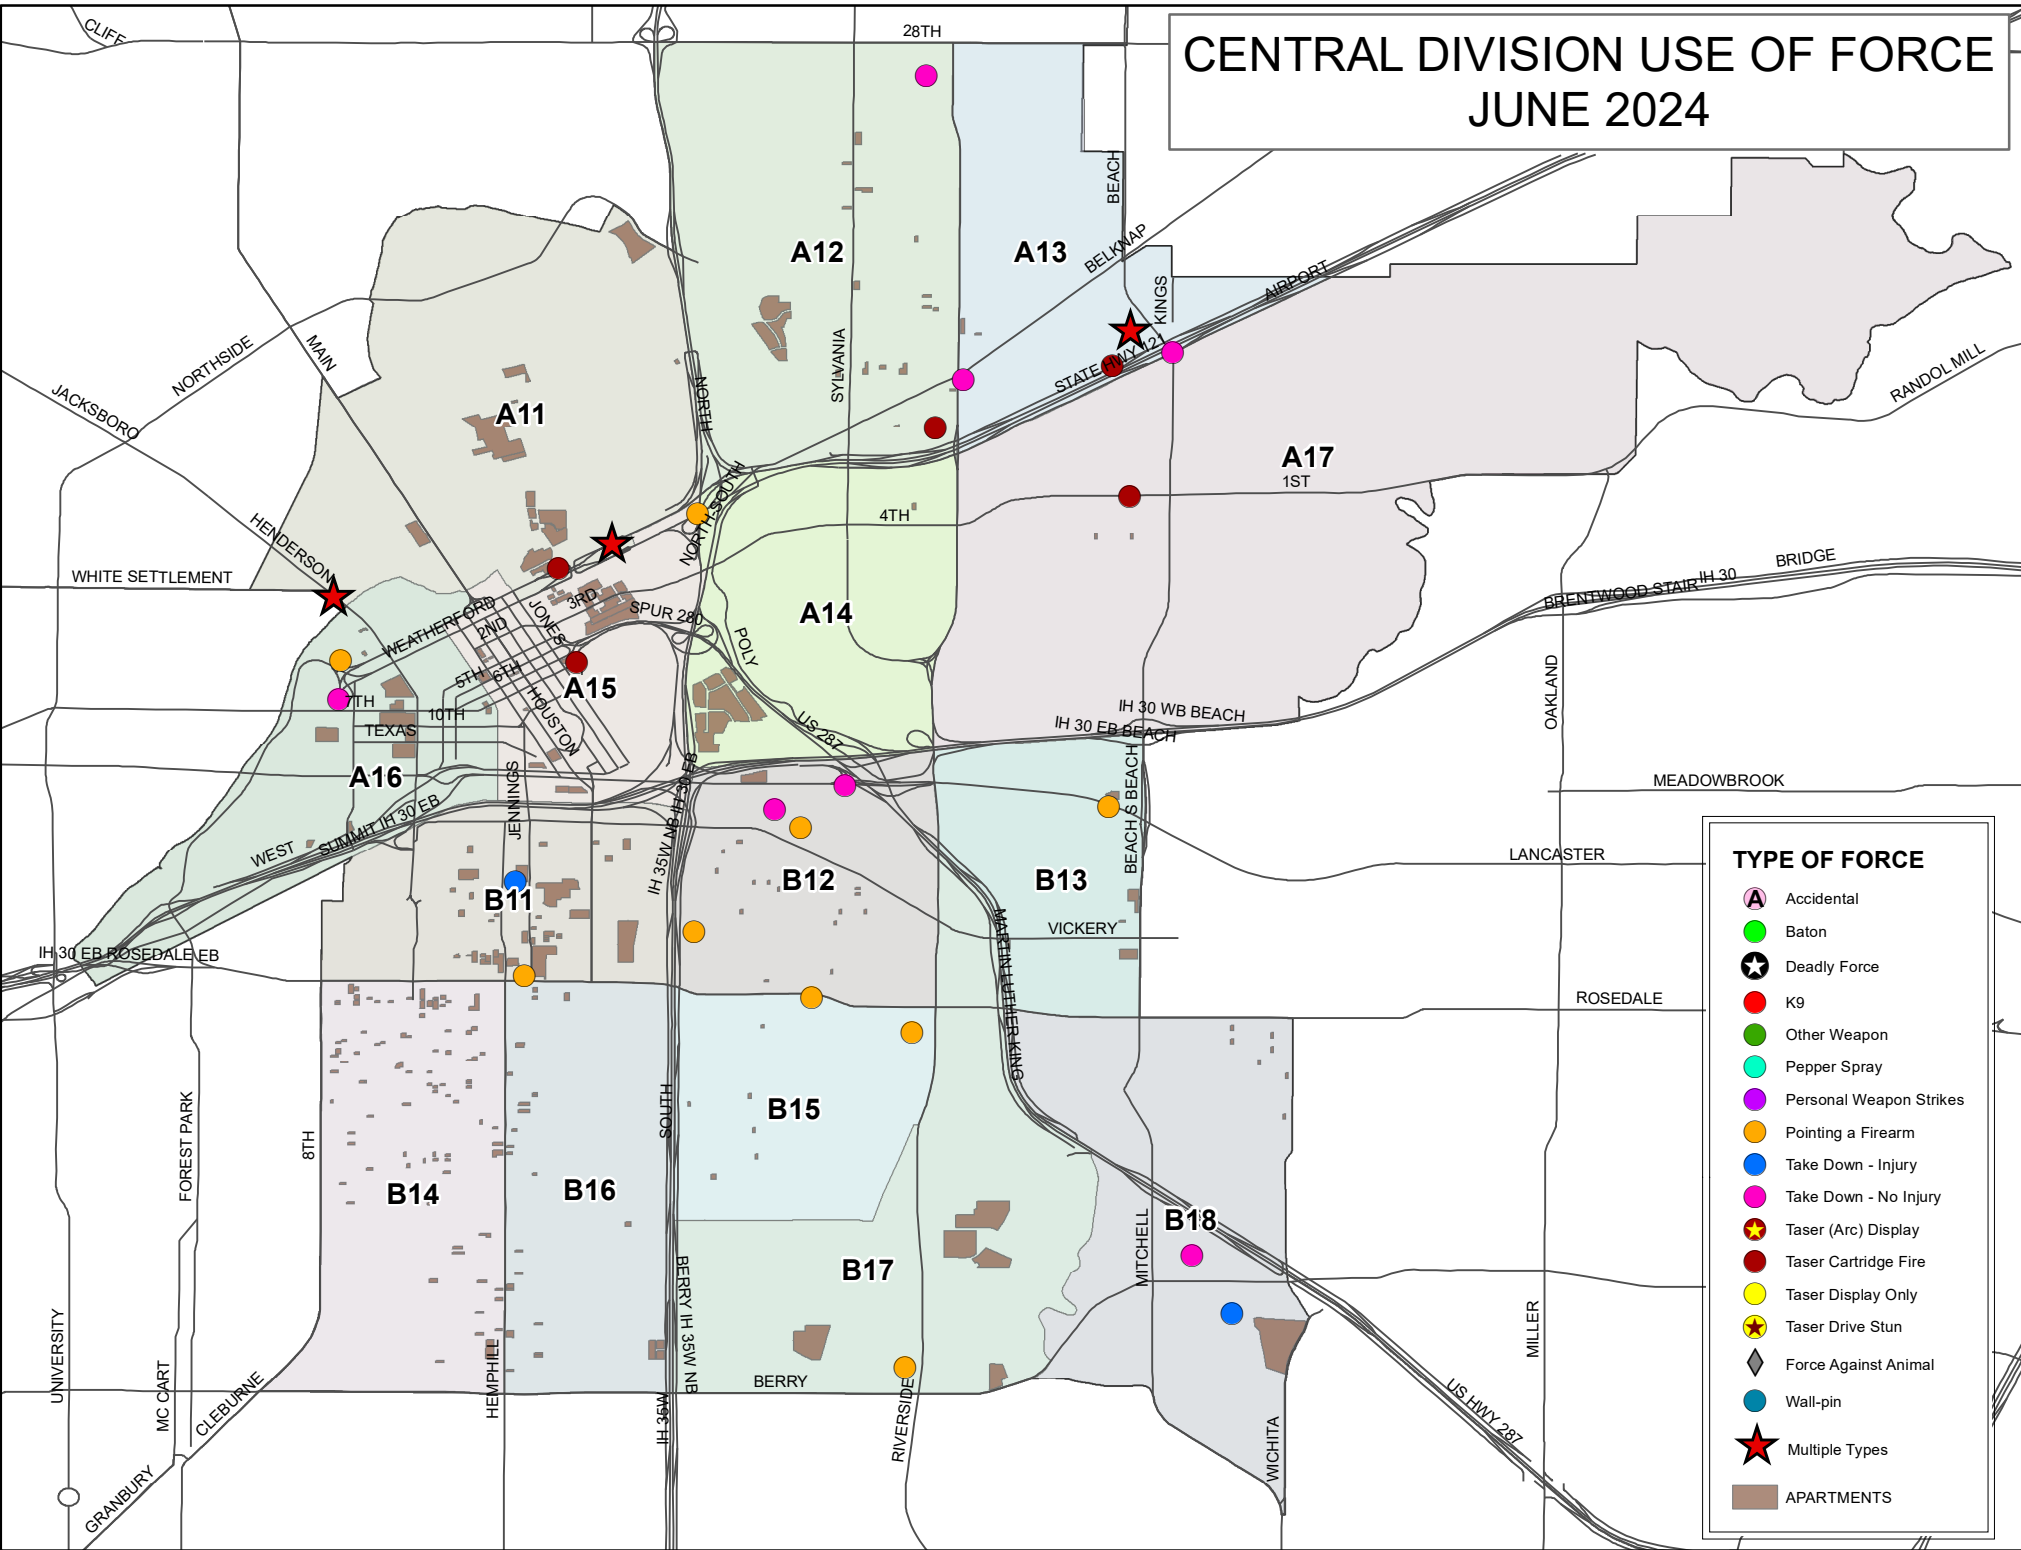 CENTRAL DIVISION USE OF FORCE
JUNE 2024
CLIFF
28TH
BEACH
BELKNAP
A12
A13
AIRPORT
KINGS
NORTHSIDE
MAIN
SYLVANIA
STATE HWY 121
JACKSBORO
NORTH
RANDOL MILL
A11
A17
1ST
NORTH-SOUTH
4TH
HENDERSON
WHITE SETTLEMENT
BRIDGE
IH 30
BRENTWOOD STAIR
WEATHERFORD
JONES
3RD
2ND
SPUR 280
A14
POLY
5TH
6TH
A15
OAKLAND
7TH
10TH
HOUSTON
TEXAS
US 287
IH 30 WB BEACH
IH 30 EB BEACH
A16
JENNINGS
IH 35W NB IH 30 EB
BEACH S BEACH
MEADOWBROOK
WEST
SUMMIT IH 30 EB
LANCASTER
B11
B12
B13
VICKERY
MARTIN LUTHER KING
IH 30 EB ROSEDALE EB
ROSEDALE
FOREST PARK
8TH
SOUTH
B15
B14
B16
MITCHELL
B18
B17
BERRY IH 35W NB
UNIVERSITY
MC CART
CLEBURNE
HEMPHILL
IH 35W
BERRY
RIVERSIDE
WICHITA
MILLER
US HWY 287
GRANBURY
TYPE OF FORCE
A Accidental
Baton
Deadly Force
K9
Other Weapon
Pepper Spray
Personal Weapon Strikes
Pointing a Firearm
Take Down - Injury
Take Down - No Injury
Taser (Arc) Display
Taser Cartridge Fire
Taser Display Only
Taser Drive Stun
Force Against Animal
Wall-pin
Multiple Types
APARTMENTS